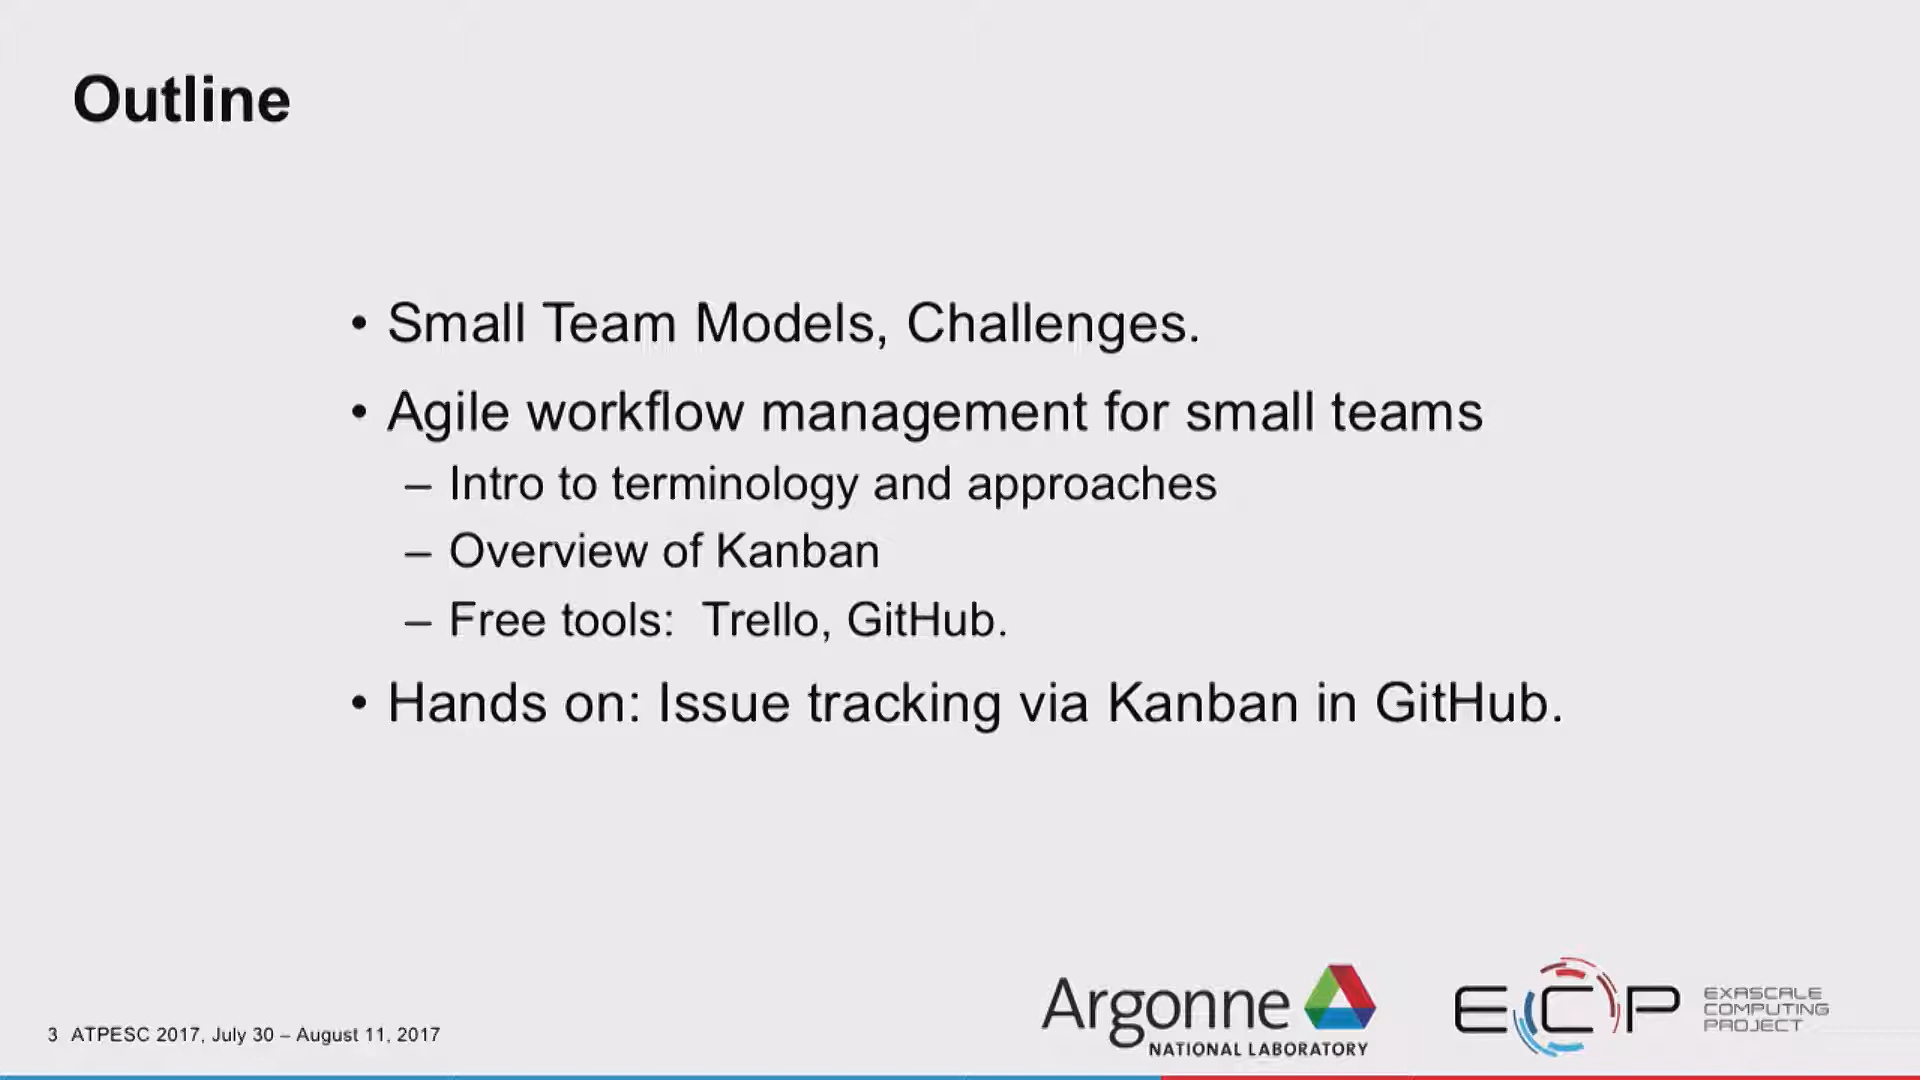 Outline
• Small Team Models, Challenges.
• Agile workflow management for small teams
– Intro to terminology and approaches
– Overview of Kanban
– Free tools:  Trello, GitHub.
• Hands on: Issue tracking via Kanban in GitHub.
3 ATPESC 2017, July 30 – August 11, 2017
Argonne
NATIONAL LABORATORY
ECP
EXASCALE
COMPUTING
PROJECT